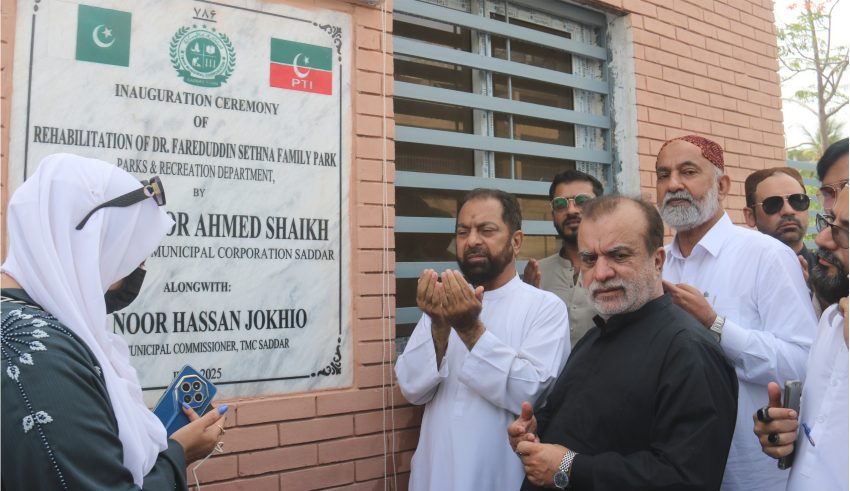 ۷۸۶
PTI
INAUGURATION CEREMONY
OF
REHABILITATION OF DR. FAREDUDDIN SETHNA FAMILY PARK
PARKS & RECREATION DEPARTMENT,
BY
AHMED SHAIKH
MUNICIPAL CORPORATION SADDAR
ALONGWITH:
NOOR HASSAN JOKHIO
MUNICIPAL COMMISSIONER, TMC SADDAR
2025